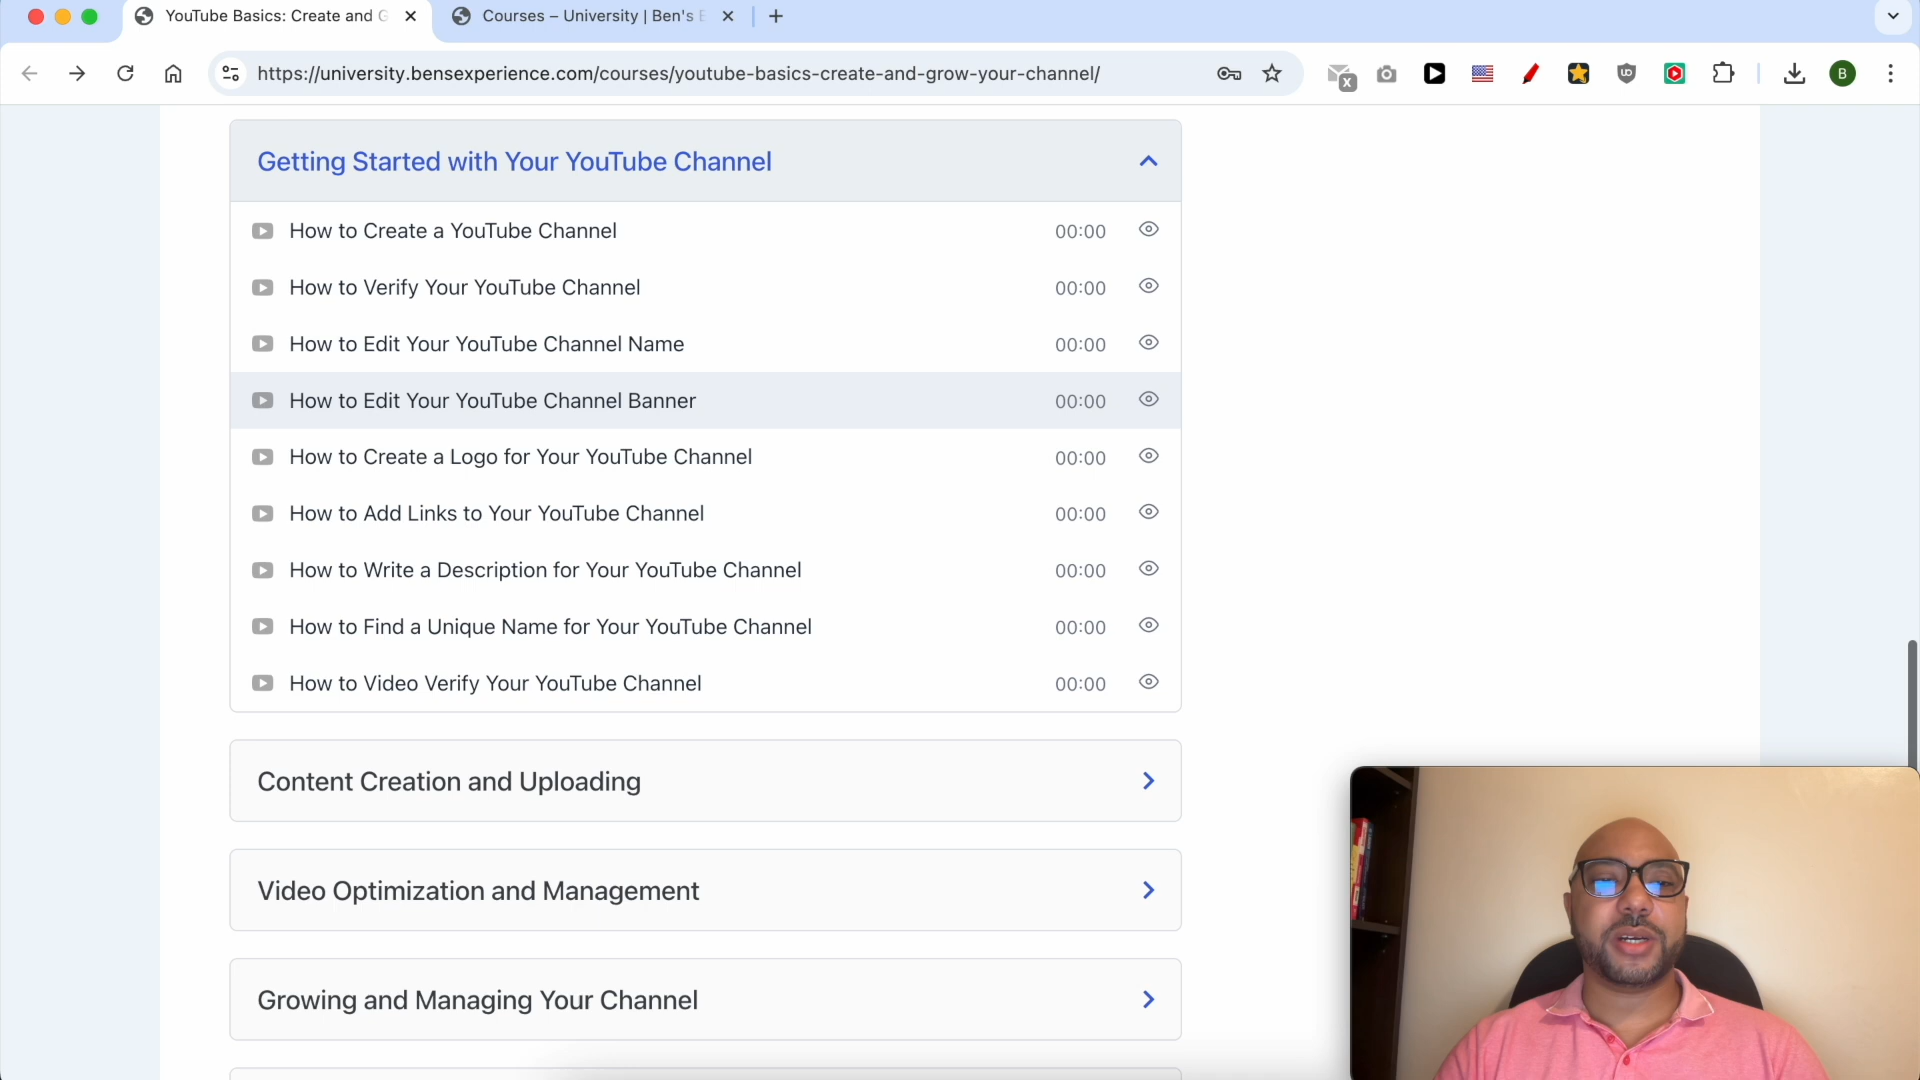 YouTube Basics: Create and G
Courses – University | Ben's E
https://university.bensexperience.com/courses/youtube-basics-create-and-grow-your-channel/
x
B
Getting Started with Your YouTube Channel
How to Create a YouTube Channel 00:00
How to Verify Your YouTube Channel 00:00
How to Edit Your YouTube Channel Name 00:00
How to Edit Your YouTube Channel Banner 00:00
How to Create a Logo for Your YouTube Channel 00:00
How to Add Links to Your YouTube Channel 00:00
How to Write a Description for Your YouTube Channel 00:00
How to Find a Unique Name for Your YouTube Channel 00:00
How to Video Verify Your YouTube Channel 00:00
Content Creation and Uploading
Video Optimization and Management
Growing and Managing Your Channel